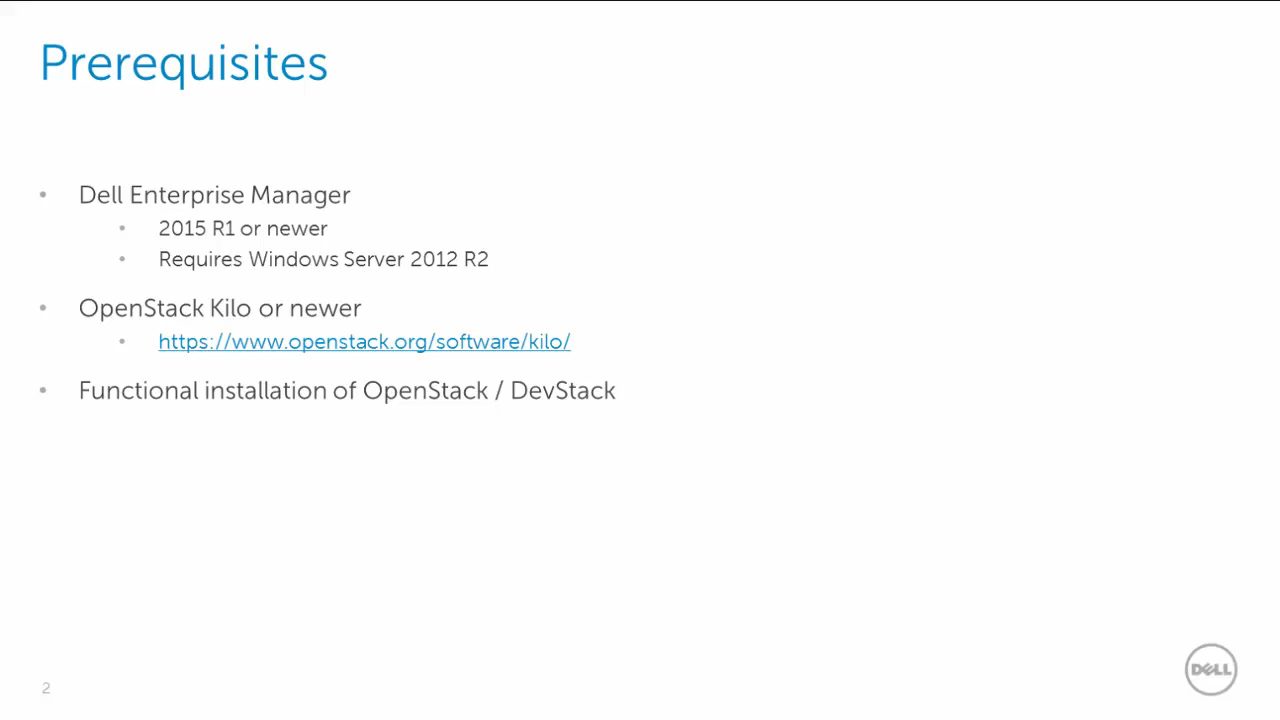 Prerequisites
• Dell Enterprise Manager
• 2015 R1 or newer
• Requires Windows Server 2012 R2
• OpenStack Kilo or newer
• https://www.openstack.org/software/kilo/
• Functional installation of OpenStack / DevStack
2
DELL